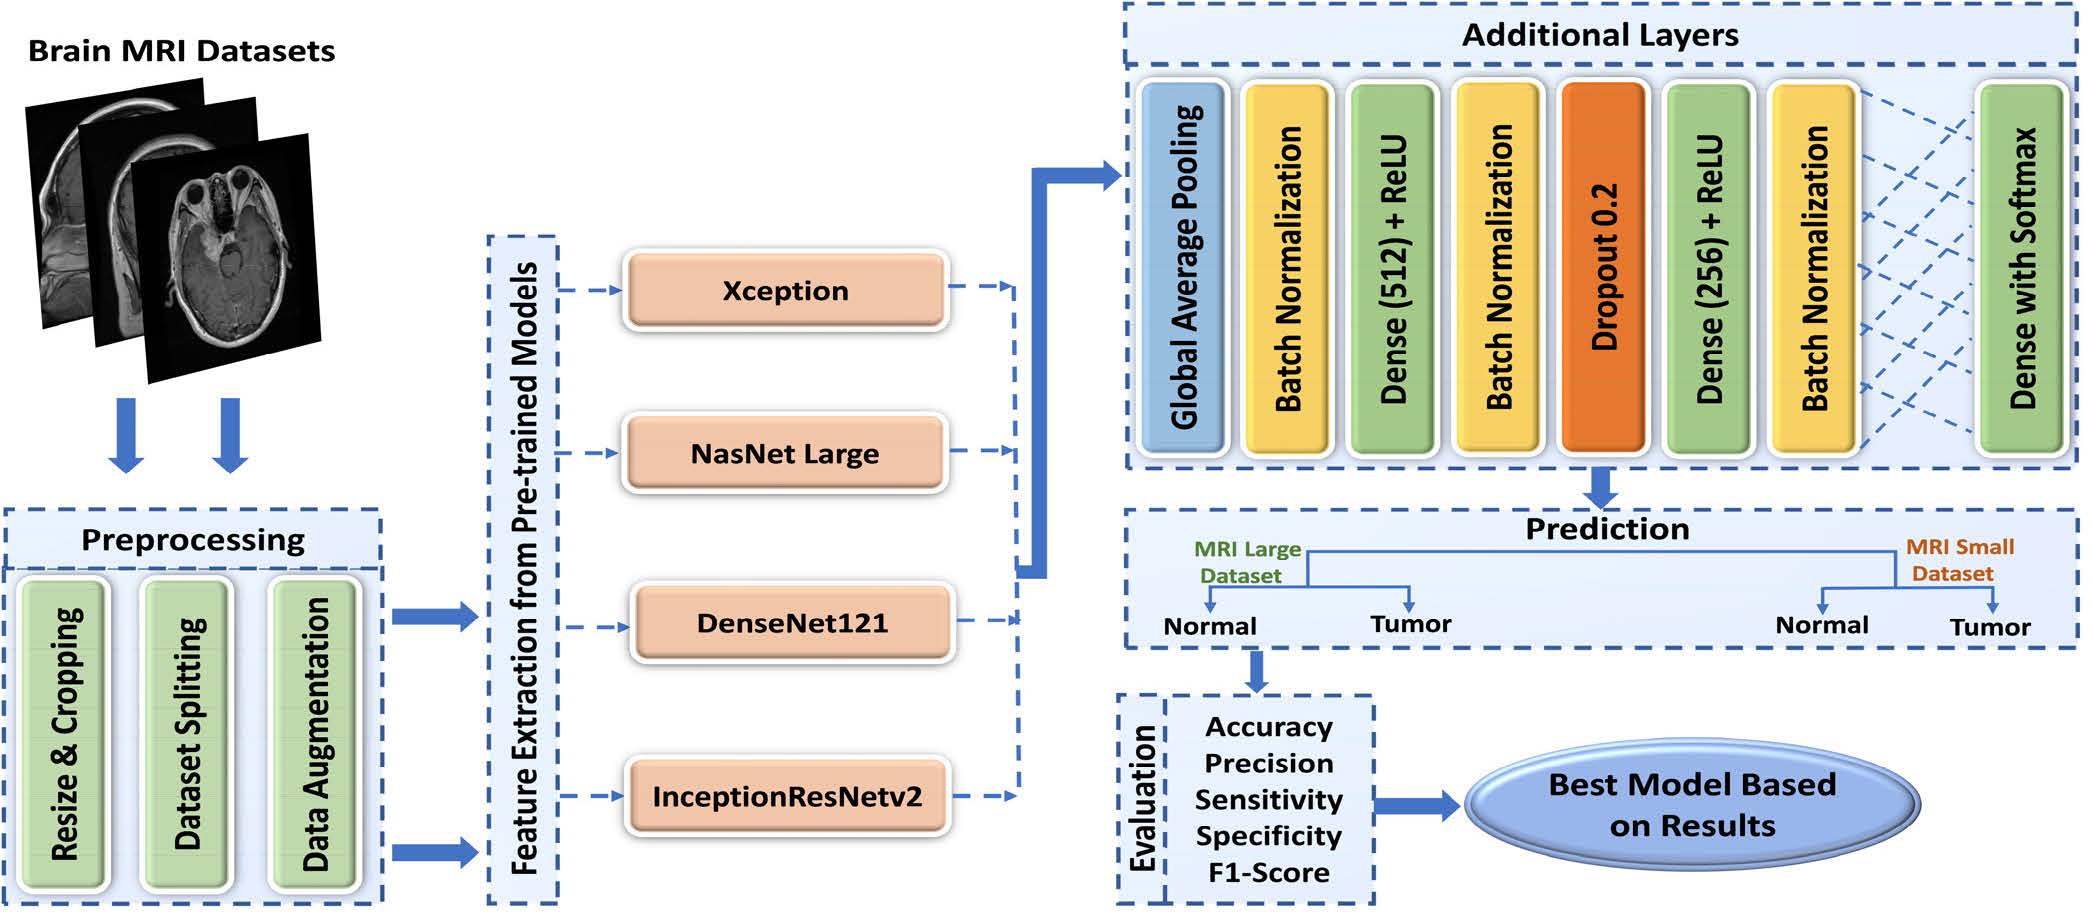 Brain MRI Datasets
Preprocessing
Resize & Cropping
Dataset Splitting
Data Augmentation
Feature Extraction from Pre-trained Models
Xception
NasNet Large
DenseNet121
InceptionResNetv2
Additional Layers
Global Average Pooling
Batch Normalization
Dense (512) + ReLU
Batch Normalization
Dropout 0.2
Dense (256) + ReLU
Batch Normalization
Dense with Softmax
Prediction
MRI Large
Dataset
Normal
Tumor
MRI Small
Dataset
Normal
Tumor
Evaluation
Accuracy
Precision
Sensitivity
Specificity
F1-Score
Best Model Based
on Results